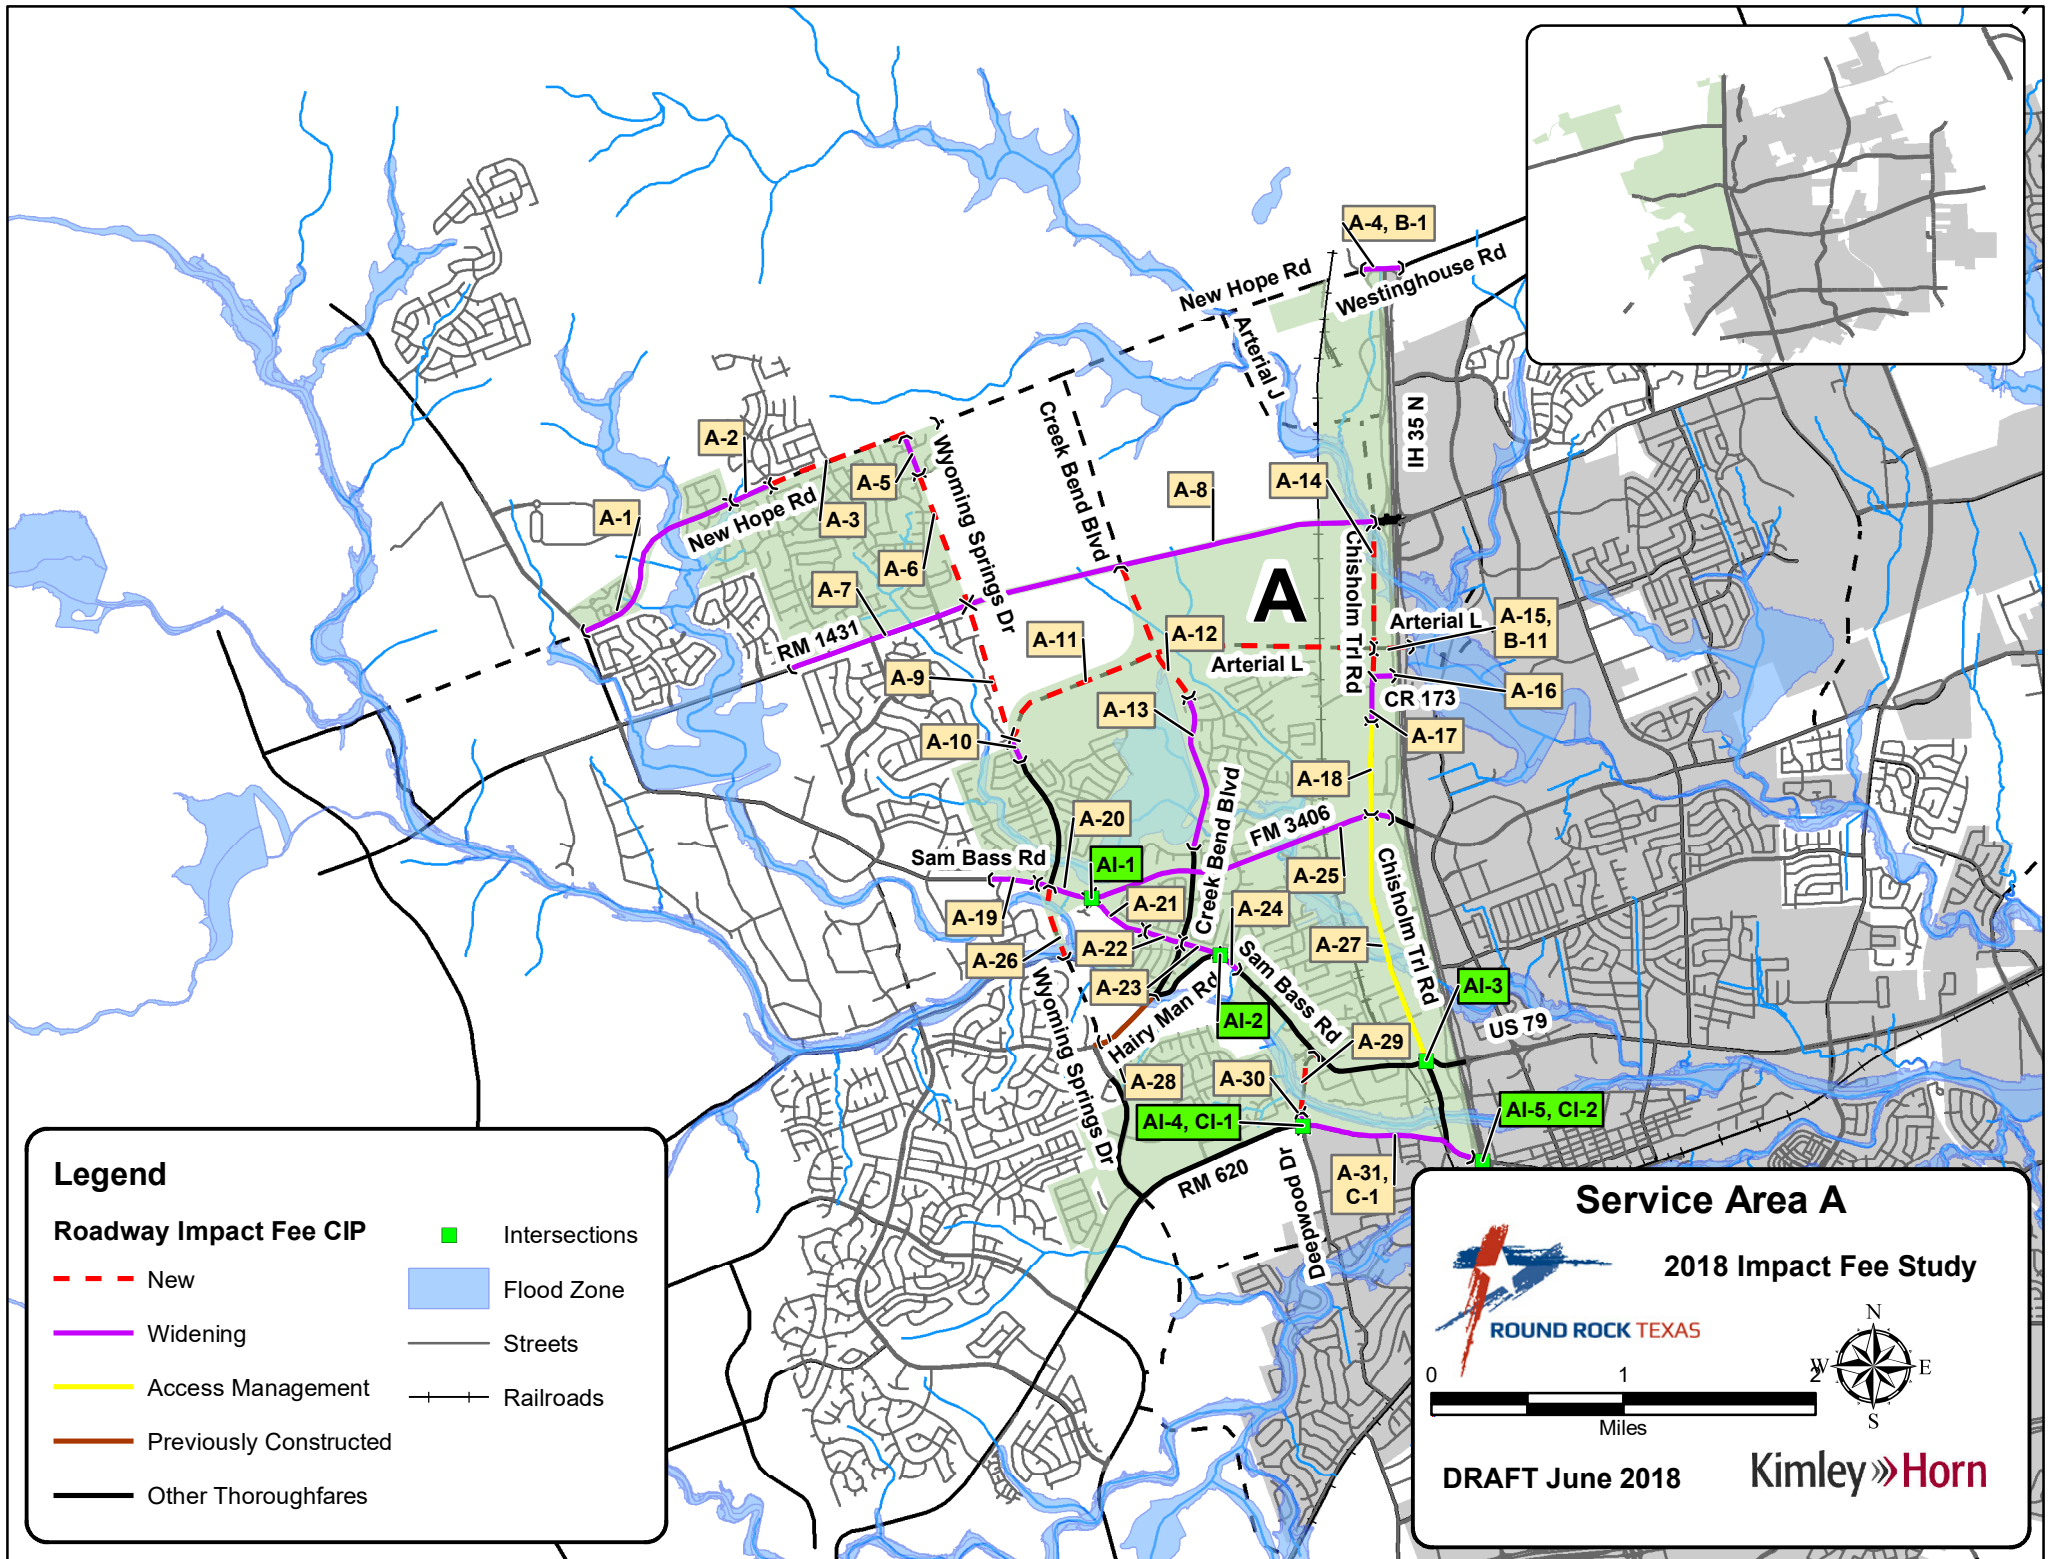 A-4, B-1
New Hope Rd
Westinghouse Rd
Arterial J
IH 35 N
A-2
Creek Bend Blvd
Wyoming Springs Dr
A-5
A-14
A-8
A-1
New Hope Rd
A-3
A-6
Chisholm Trl Rd
A-7
A
RM 1431
A-11
A-12
Arterial L
A-15,
B-11
Arterial L
A-9
A-16
CR 173
A-13
A-10
A-17
A-18
A-20
FM 3406
Creek Bend Blvd
Sam Bass Rd
AI-1
A-25
Chisholm Trl Rd
A-19
A-21
A-24
A-22
A-27
A-26
Sam Bass Rd
A-23
AI-3
Wyoming Springs Dr
Hairy Man Rd
AI-2
US 79
A-29
A-28
A-30
AI-4, CI-1
AI-5, CI-2
A-31,
C-1
RM 620
Deepwood Dr
Legend
Roadway Impact Fee CIP
New
Widening
Access Management
Previously Constructed
Other Thoroughfares
Intersections
Flood Zone
Streets
Railroads
Service Area A
2018 Impact Fee Study
ROUND ROCK TEXAS
0 1 2
Miles
N
W E
S
DRAFT June 2018
Kimley»Horn